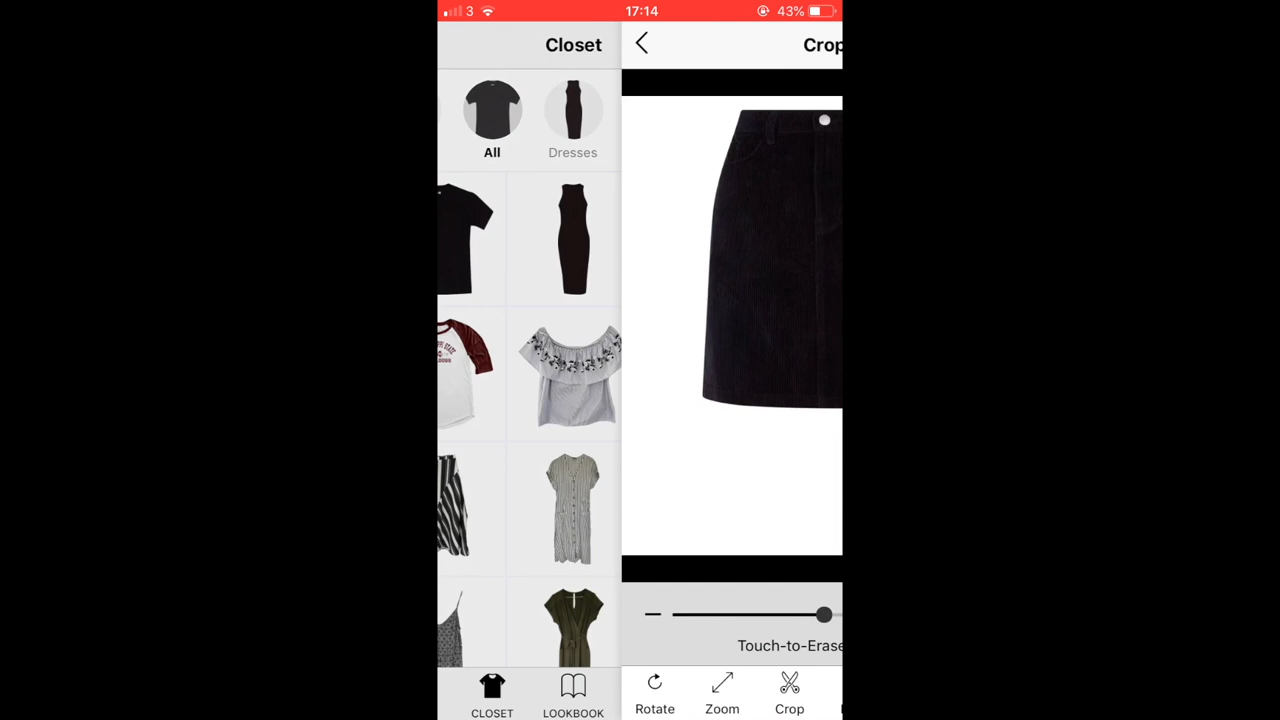 3 17:14 43%
Closet
Crop
All
Dresses
Touch-to-Erase
Rotate
Zoom
Crop
CLOSET
LOOKBOOK